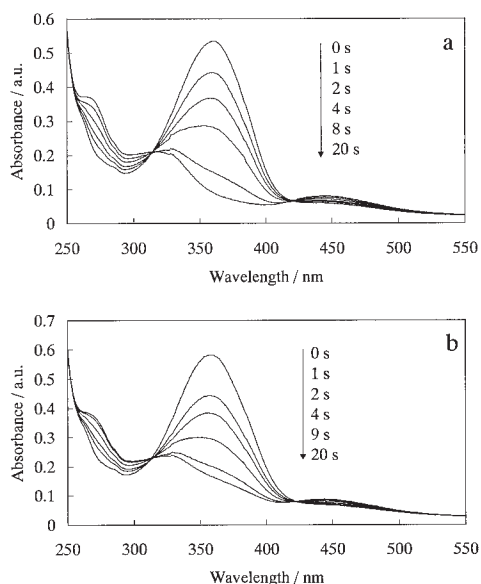 0.6
a
0.5
0 s
1 s
0.4
2 s
4 s
0.3
8 s
20 s
0.2
0.1
0
Absorbance / a.u.
250 300 350 400 450 500 550
Wavelength / nm
0.7
b
0.6
0 s
0.5
1 s
2 s
0.4
4 s
0.3
9 s
20 s
0.2
0.1
0
Absorbance / a.u.
250 300 350 400 450 500 550
Wavelength / nm